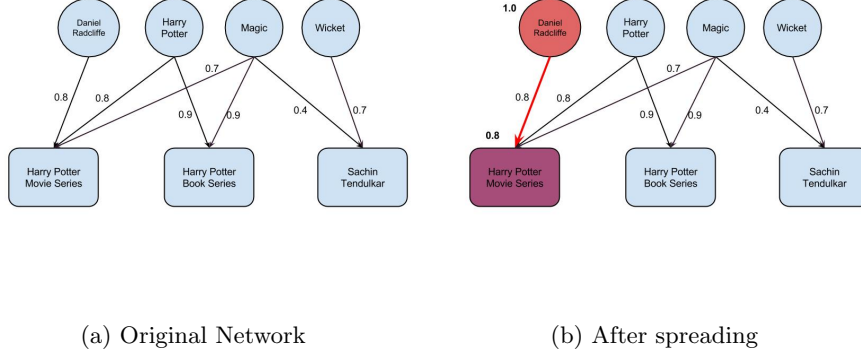 Daniel
Radcliffe
Harry
Potter
Magic
Wicket
0.8
0.8
0.7
0.9
0.9
0.4
0.7
Harry Potter
Movie Series
Harry Potter
Book Series
Sachin
Tendulkar
(a) Original Network
1.0
Daniel
Radcliffe
Harry
Potter
Magic
Wicket
0.8
0.8
0.7
0.9
0.9
0.4
0.7
0.8
Harry Potter
Movie Series
Harry Potter
Book Series
Sachin
Tendulkar
(b) After spreading